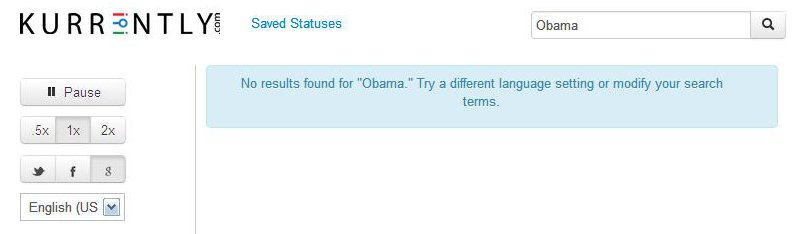 KURRENTLY.com
Saved Statuses
Obama
No results found for "Obama." Try a different language setting or modify your search
terms.
Pause
.5x 1x 2x
f g
English (US